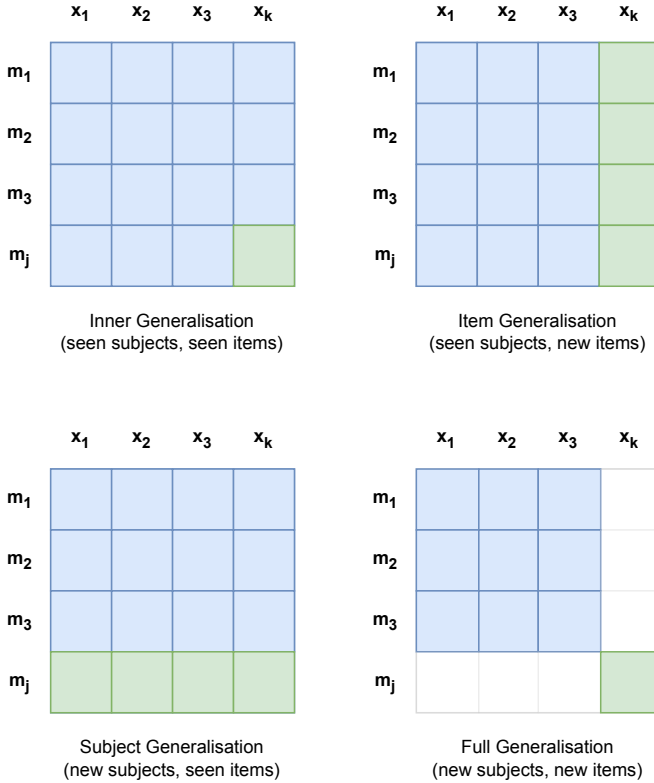 x1 x2 x3 xk x1 x2 x3 xk
m1 m1
m2 m2
m3 m3
mj mj
Inner Generalisation
(seen subjects, seen items)
Item Generalisation
(seen subjects, new items)
x1 x2 x3 xk x1 x2 x3 xk
m1 m1
m2 m2
m3 m3
mj mj
Subject Generalisation
(new subjects, seen items)
Full Generalisation
(new subjects, new items)